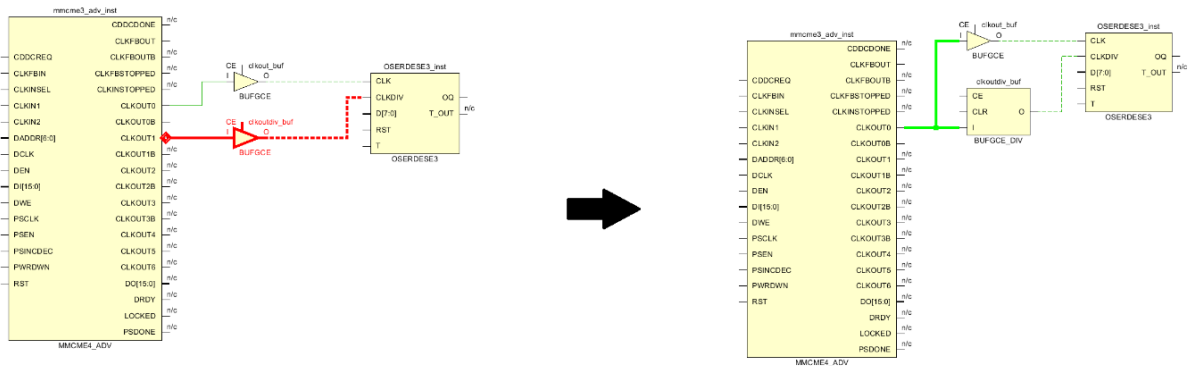 mmcme3_adv_inst
CDDCDONE n/c
CLKFBOUT
CDDCREQ CLKFBOUTB n/c
CLKFBIN CLKFBSTOPPED n/c
CLKINSEL CLKINSTOPPED n/c
CLKIN1 CLKOUT0
CLKIN2 CLKOUT0B n/c
DADDR[6:0] CLKOUT1
DCLK CLKOUT1B n/c
DEN CLKOUT2 n/c
DI[15:0] CLKOUT2B n/c
DWE CLKOUT3 n/c
PSCLK CLKOUT3B n/c
PSEN CLKOUT4 n/c
PSINCDEC CLKOUT5 n/c
PWRDWN CLKOUT6 n/c
RST DO[15:0] n/c
DRDY n/c
LOCKED n/c
PSDONE n/c
MMCME4_ADV
CE clkout_buf
I O
BUFGCE
CE clkoutdiv_buf
I O
BUFGCE
OSERDESE3_inst
CLK
CLKDIV OQ
D[7:0] T_OUT n/c
RST
T
OSERDESE3
mmcme3_adv_inst
CDDCDONE n/c
CLKFBOUT
CDDCREQ CLKFBOUTB n/c
CLKFBIN CLKFBSTOPPED n/c
CLKINSEL CLKINSTOPPED n/c
CLKIN1 CLKOUT0
CLKIN2 CLKOUT0B n/c
DADDR[6:0] CLKOUT1 n/c
DCLK CLKOUT1B n/c
DEN CLKOUT2 n/c
DI[15:0] CLKOUT2B n/c
DWE CLKOUT3 n/c
PSCLK CLKOUT3B n/c
PSEN CLKOUT4 n/c
PSINCDEC CLKOUT5 n/c
PWRDWN CLKOUT6 n/c
RST DO[15:0] n/c
DRDY n/c
LOCKED n/c
PSDONE n/c
MMCME4_ADV
CE clkout_buf
I O
BUFGCE
clkoutdiv_buf
CE
CLR O
I
BUFGCE_DIV
OSERDESE3_inst
CLK
CLKDIV OQ
D[7:0] T_OUT n/c
RST
T
OSERDESE3